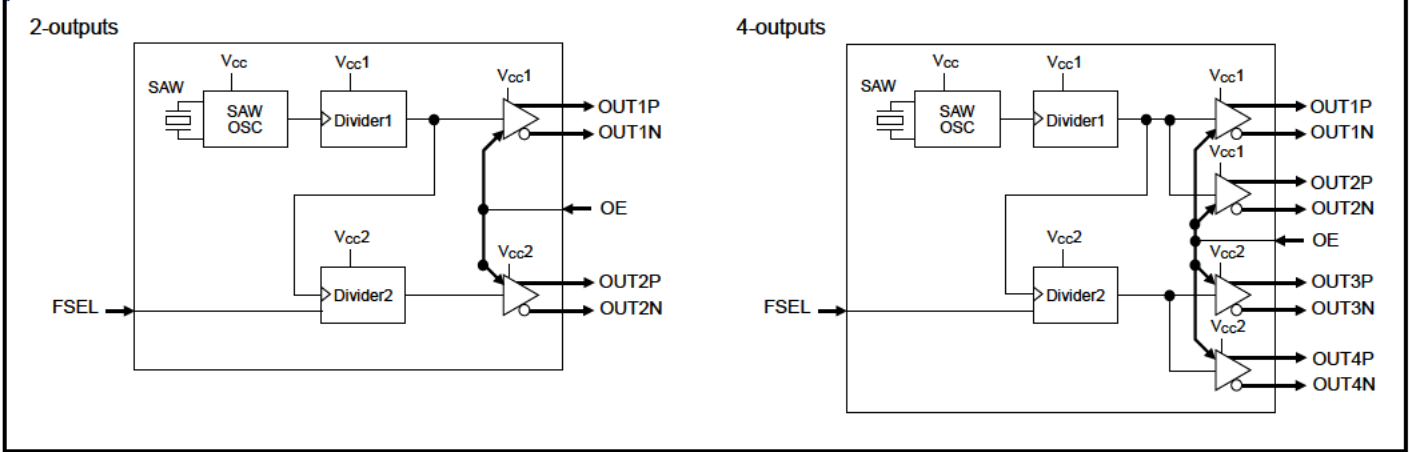 2-outputs
Vcc
Vcc1
Vcc1
SAW
SAW
OSC
Divider1
OUT1P
OUT1N
OE
Vcc2
Vcc2
Divider2
OUT2P
OUT2N
FSEL
4-outputs
Vcc
Vcc1
Vcc1
SAW
SAW
OSC
Divider1
OUT1P
OUT1N
Vcc1
OUT2P
OUT2N
OE
Vcc2
Vcc2
Divider2
OUT3P
OUT3N
FSEL
Vcc2
OUT4P
OUT4N